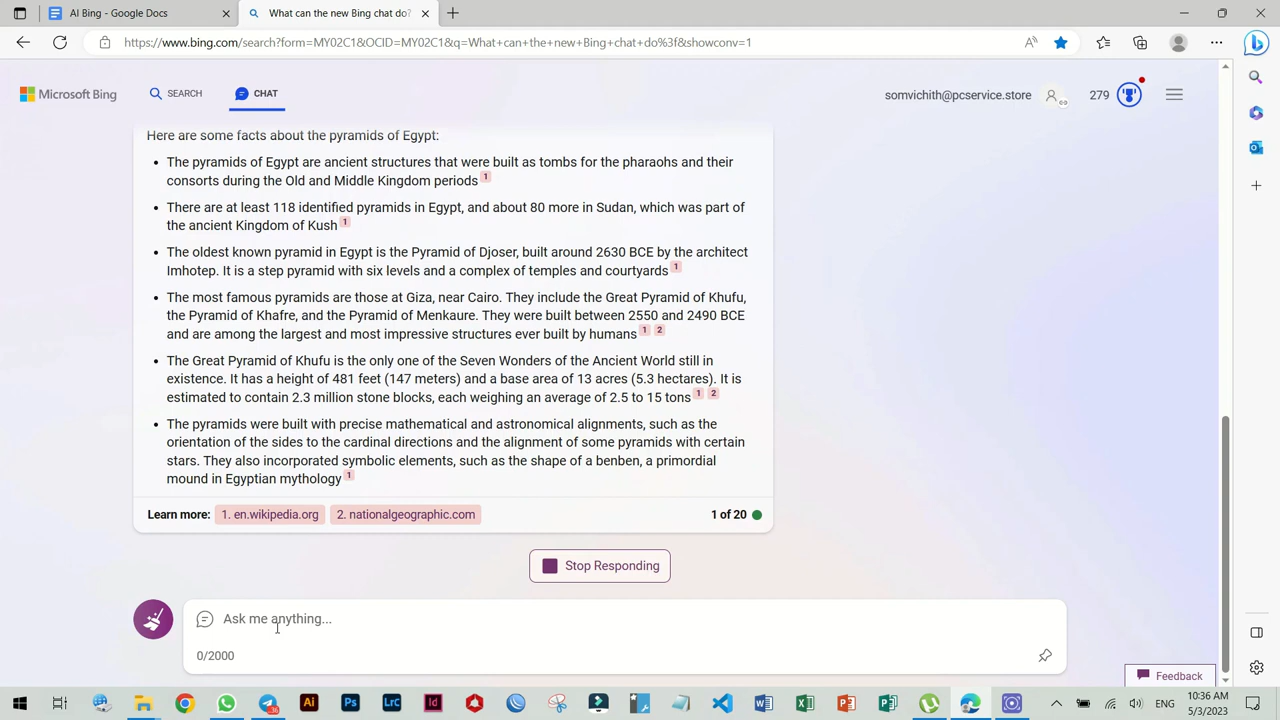 AI Bing - Google Docs
What can the new Bing chat do?
https://www.bing.com/search?form=MY02C1&OCID=MY02C1&q=What+can+the+new+Bing+chat+do%3f&showconv=1
Microsoft Bing
SEARCH
CHAT
somvichith@pcservice.store
279
Here are some facts about the pyramids of Egypt:
• The pyramids of Egypt are ancient structures that were built as tombs for the pharaohs and their
consorts during the Old and Middle Kingdom periods 1
• There are at least 118 identified pyramids in Egypt, and about 80 more in Sudan, which was part of
the ancient Kingdom of Kush 1
• The oldest known pyramid in Egypt is the Pyramid of Djoser, built around 2630 BCE by the architect
Imhotep. It is a step pyramid with six levels and a complex of temples and courtyards 1
• The most famous pyramids are those at Giza, near Cairo. They include the Great Pyramid of Khufu,
the Pyramid of Khafre, and the Pyramid of Menkaure. They were built between 2550 and 2490 BCE
and are among the largest and most impressive structures ever built by humans 1 2
• The Great Pyramid of Khufu is the only one of the Seven Wonders of the Ancient World still in
existence. It has a height of 481 feet (147 meters) and a base area of 13 acres (5.3 hectares). It is
estimated to contain 2.3 million stone blocks, each weighing an average of 2.5 to 15 tons 1 2
• The pyramids were built with precise mathematical and astronomical alignments, such as the
orientation of the sides to the cardinal directions and the alignment of some pyramids with certain
stars. They also incorporated symbolic elements, such as the shape of a benben, a primordial
mound in Egyptian mythology 1
Learn more: 1. en.wikipedia.org 2. nationalgeographic.com 1 of 20
Stop Responding
Ask me anything...
0/2000
Feedback
Ai
Ps
Lrc
Id
36
ENG
10:36 AM
5/3/2023